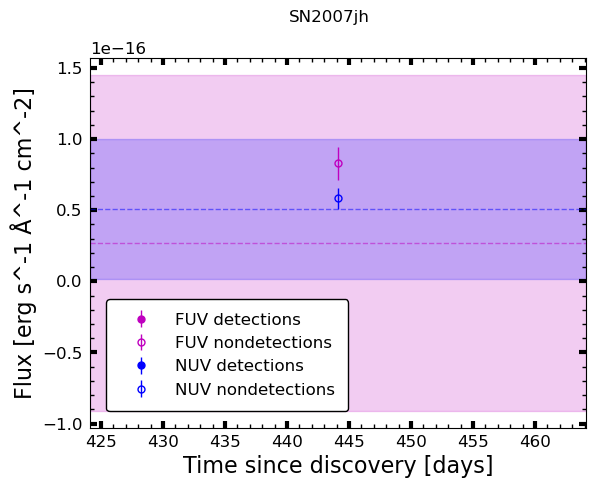 SN2007jh
1e−16
1.5
1.0
0.5
0.0
−0.5
−1.0
Flux [erg s^-1 Å^-1 cm^-2]
FUV detections
FUV nondetections
NUV detections
NUV nondetections
425 430 435 440 445 450 455 460
Time since discovery [days]